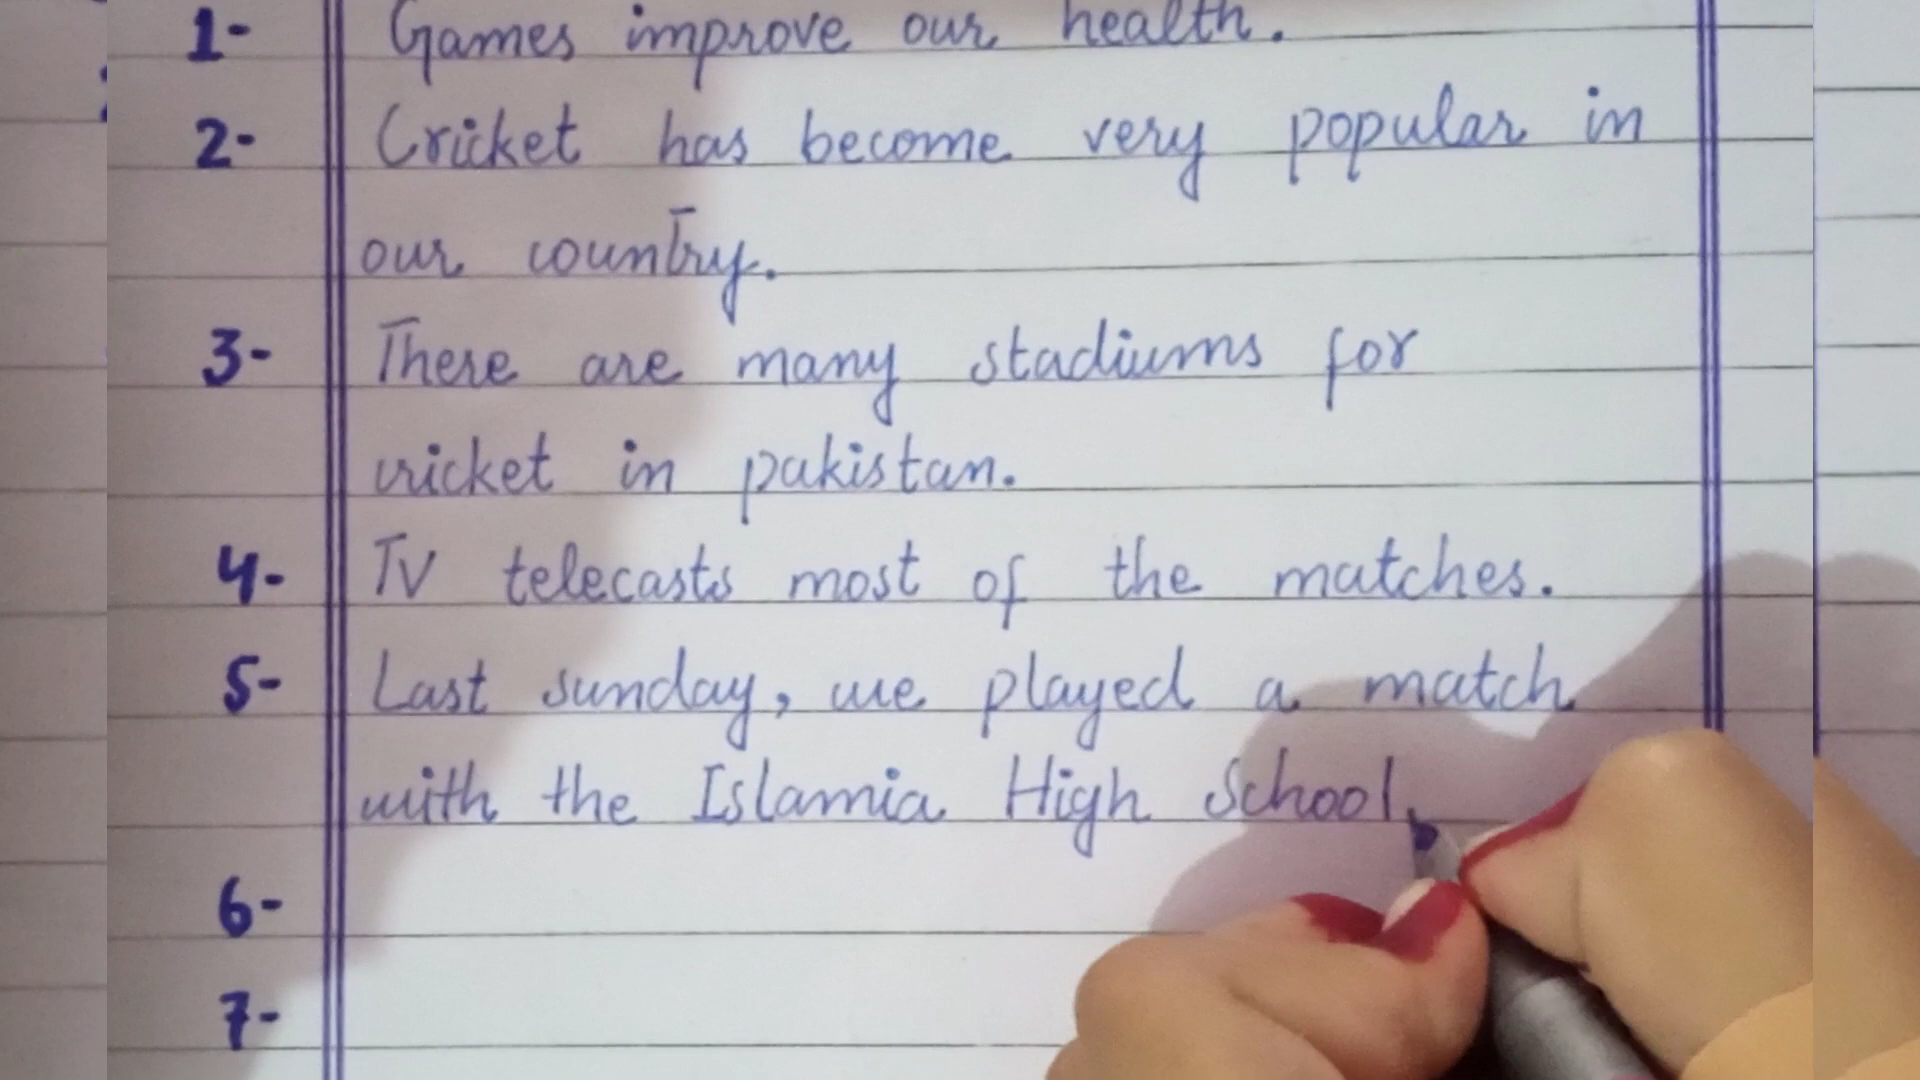 1- Games improve our health.
2- Cricket has become very popular in
our country.
3- There are many stadiums for
cricket in pakistan.
4- TV telecasts most of the matches.
5- Last sunday, we played a match
with the Islamia High School.
6-
7-